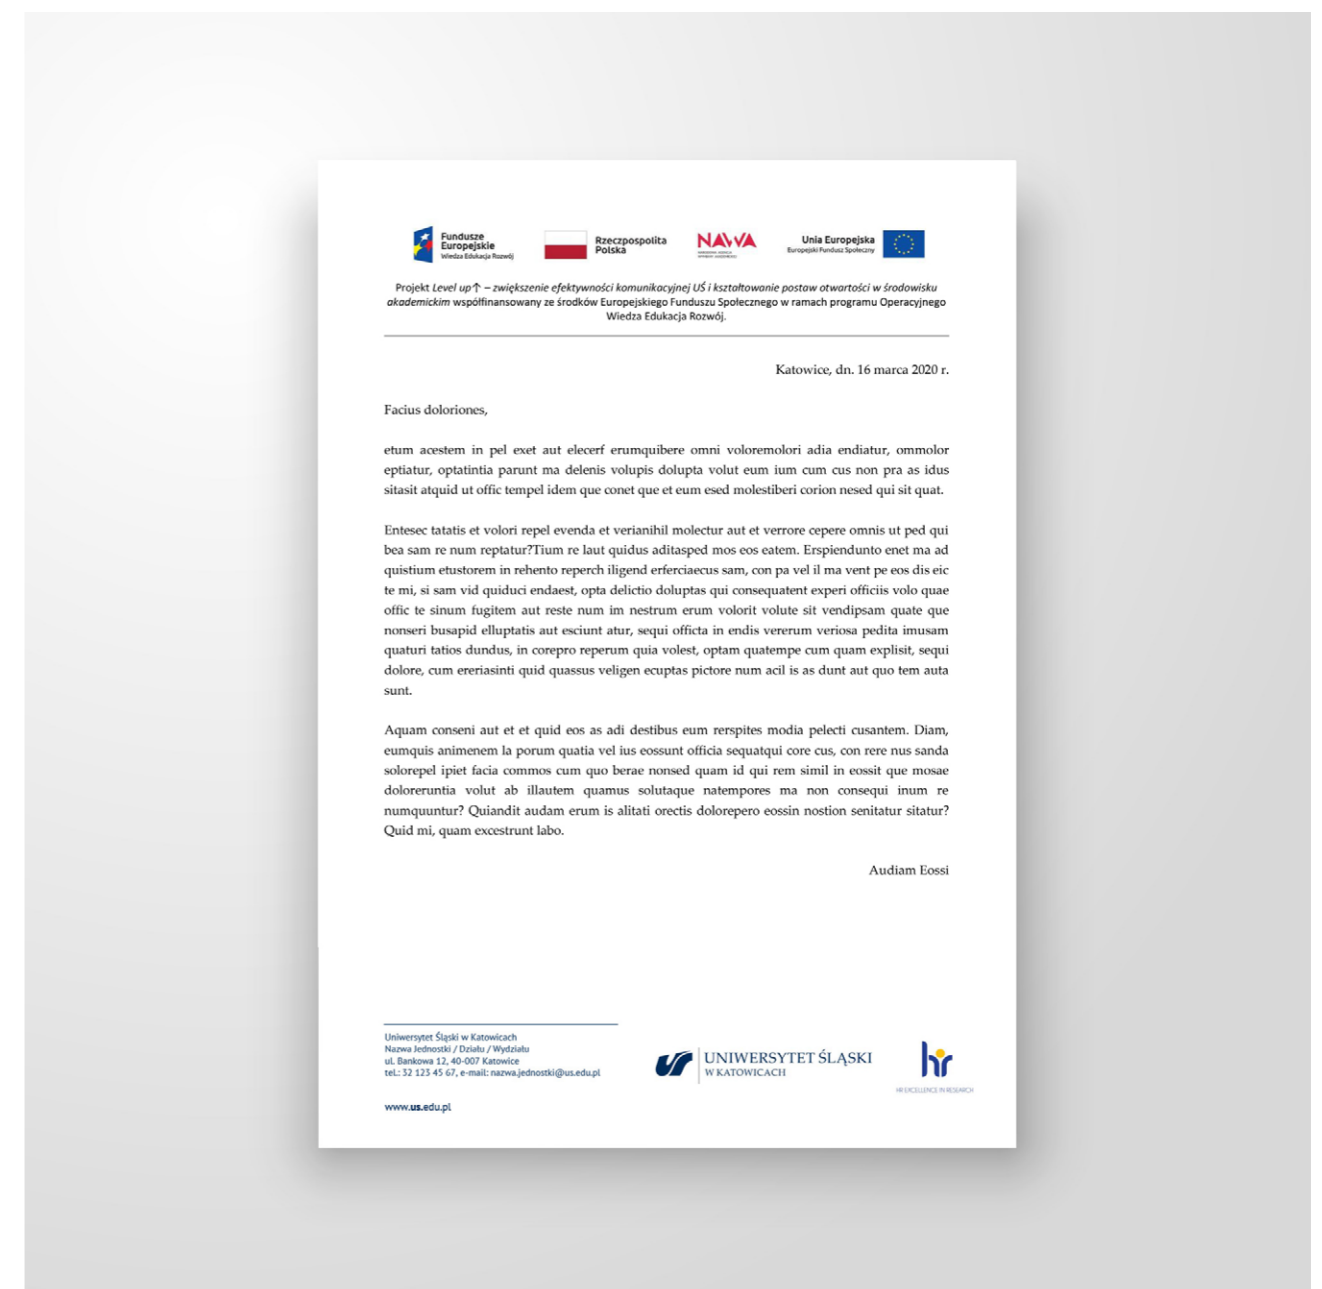 Fundusze
Europejskie
Wiedza Edukacja Rozwój
Rzeczpospolita
Polska
NAWA
Unia Europejska
Europejski Fundusz Społeczny
Projekt Level up↑ – zwiększenie efektywności komunikacyjnej UŚ i kształtowanie postaw otwartości w środowisku
akademickim współfinansowany ze środków Europejskiego Funduszu Społecznego w ramach programu Operacyjnego
Wiedza Edukacja Rozwój.
Katowice, dn. 16 marca 2020 r.
Facius doloriones,
etum acestem in pel exet aut elecerf erumquibere omni voloremolori adia endiatur, ommolor
eptiatur, optatintia parunt ma delenis volupis dolupta volut eum ium cum cus non pra as idus
sitasit atquid ut offic tempel idem que conet que et eum esed molestiberi corion nesed qui sit quat.
Entesec tatatis et volori repel evenda et verianihil molectur aut et verrore cepere omnis ut ped qui
bea sam re num reptatur?Tium re laut quidus aditasped mos eos eatem. Erspiendunto enet ma ad
quistium etustorem in rehento reperch iligend erferciaecus sam, con pa vel il ma vent pe eos dis eic
te mi, si sam vid quiduci endaest, opta delictio doluptas qui consequatent experi officiis volo quae
offic te sinum fugitem aut reste num im nestrum erum volorit volute sit vendipsam quate que
nonseri busapid elluptatis aut esciunt atur, sequi officta in endis vererum veriosa pedita imusam
quaturi tatios dundus, in corepro reperum quia volest, optam quatempe cum quam explisit, sequi
dolore, cum ereriasinti quid quassus veligen ecuptas pictore num acil is as dunt aut quo tem auta
sunt.
Aquam conseni aut et et quid eos as adi destibus eum rerspites modia pelecti cusantem. Diam,
eumquis animenem la porum quatia vel ius eossunt officia sequatqui core cus, con rere nus sanda
solorepel ipiet facia commos cum quo berae nonsed quam id qui rem simil in eossit que mosae
doloreruntia volut ab illautem quamus solutaque natempores ma non consequi inum re
numquuntur? Quiandit audam erum is alitati orectis dolorepero eossin nostion senitatur sitatur?
Quid mi, quam excestrunt labo.
Audiam Eossi
Uniwersytet Śląski w Katowicach
Nazwa Jednostki / Działu / Wydziału
ul. Bankowa 12, 40-007 Katowice
tel.: 32 123 45 67, e-mail: nazwa.jednostki@us.edu.pl
www.us.edu.pl
UNIWERSYTET ŚLĄSKI
W KATOWICACH
hr
HR EXCELLENCE IN RESEARCH